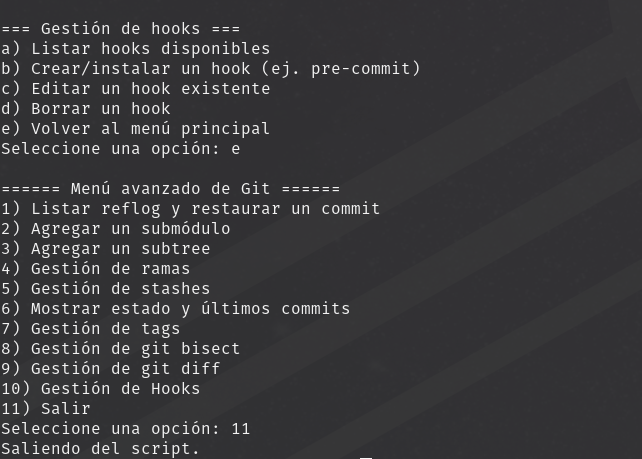 === Gestión de hooks ===
a) Listar hooks disponibles
b) Crear/instalar un hook (ej. pre-commit)
c) Editar un hook existente
d) Borrar un hook
e) Volver al menú principal
Seleccione una opción: e
====== Menú avanzado de Git ======
1) Listar reflog y restaurar un commit
2) Agregar un submódulo
3) Agregar un subtree
4) Gestión de ramas
5) Gestión de stashes
6) Mostrar estado y últimos commits
7) Gestión de tags
8) Gestión de git bisect
9) Gestión de git diff
10) Gestión de Hooks
11) Salir
Seleccione una opción: 11
Saliendo del script.